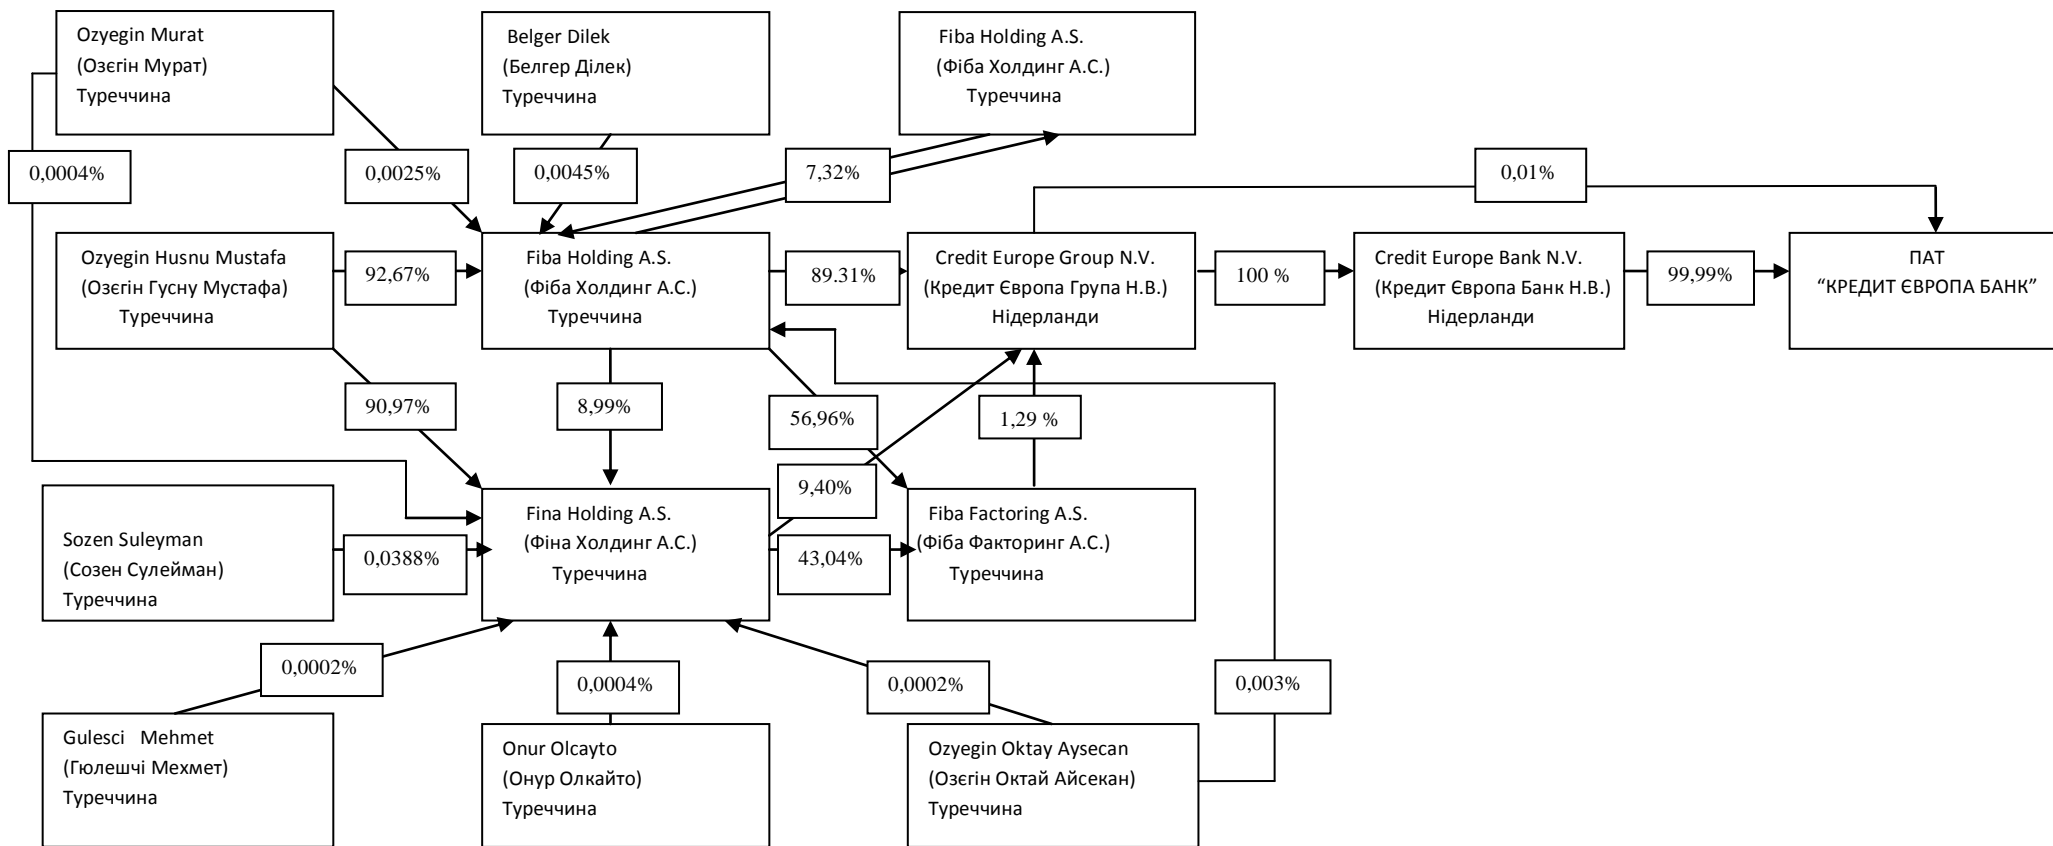 Ozyegin Murat
(Озєгін Мурат)
Туреччина
Belger Dilek
(Белгер Ділек)
Туреччина
Fiba Holding A.S.
(Фіба Холдинг А.С.)
Туреччина
0,0004%
0,0025%
0,0045%
7,32%
0,01%
Ozyegin Husnu Mustafa
(Озєгін Гусну Мустафа)
Туреччина
92,67%
Fiba Holding A.S.
(Фіба Холдинг А.С.)
Туреччина
89.31%
Credit Europe Group N.V.
(Кредит Європа Група Н.В.)
Нідерланди
100 %
Credit Europe Bank N.V.
(Кредит Європа Банк Н.В.)
Нідерланди
99,99%
ПАТ
“КРЕДИТ ЄВРОПА БАНК”
90,97%
8,99%
56,96%
1,29 %
9,40%
Sozen Suleyman
(Созен Сулейман)
Туреччина
0,0388%
Fina Holding A.S.
(Фіна Холдинг А.С.)
Туреччина
43,04%
Fiba Factoring A.S.
(Фіба Факторинг А.С.)
Туреччина
0,0002%
0,0004%
0,0002%
0,003%
Gulesci Mehmet
(Гюлешчі Мехмет)
Туреччина
Onur Olcayto
(Онур Олкайто)
Туреччина
Ozyegin Oktay Aysecan
(Озєгін Октай Айсекан)
Туреччина